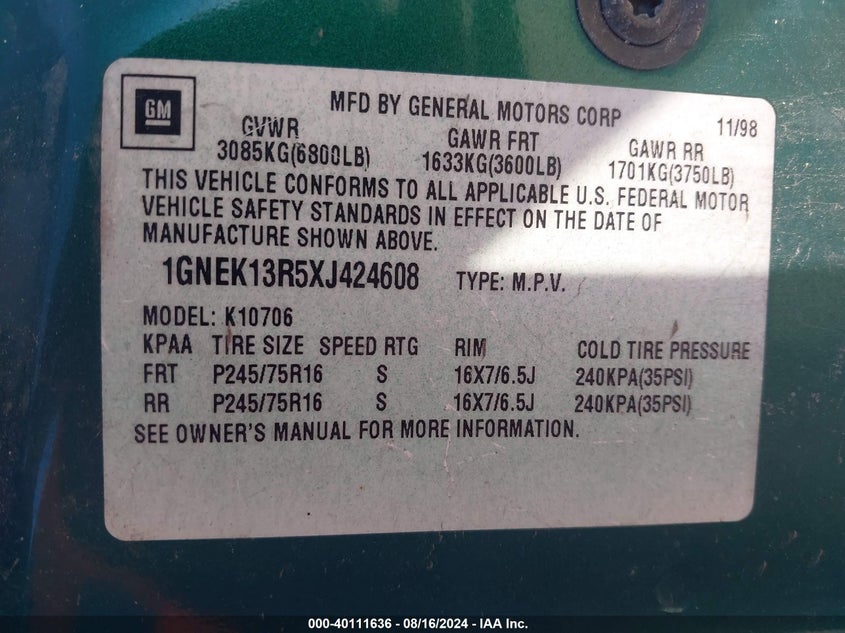 GM
MFD BY GENERAL MOTORS CORP 11/98
GVWR GAWR FRT GAWR RR
3085KG(6800LB) 1633KG(3600LB) 1701KG(3750LB)
THIS VEHICLE CONFORMS TO ALL APPLICABLE U.S. FEDERAL MOTOR
VEHICLE SAFETY STANDARDS IN EFFECT ON THE DATE OF
MANUFACTURE SHOWN ABOVE.
1GNEK13R5XJ424608 TYPE: M.P.V.
MODEL: K10706
KPAA TIRE SIZE SPEED RTG RIM COLD TIRE PRESSURE
FRT P245/75R16 S 16X7/6.5J 240KPA(35PSI)
RR P245/75R16 S 16X7/6.5J 240KPA(35PSI)
SEE OWNER'S MANUAL FOR MORE INFORMATION.
000-40111636 - 08/16/2024 - IAA Inc.